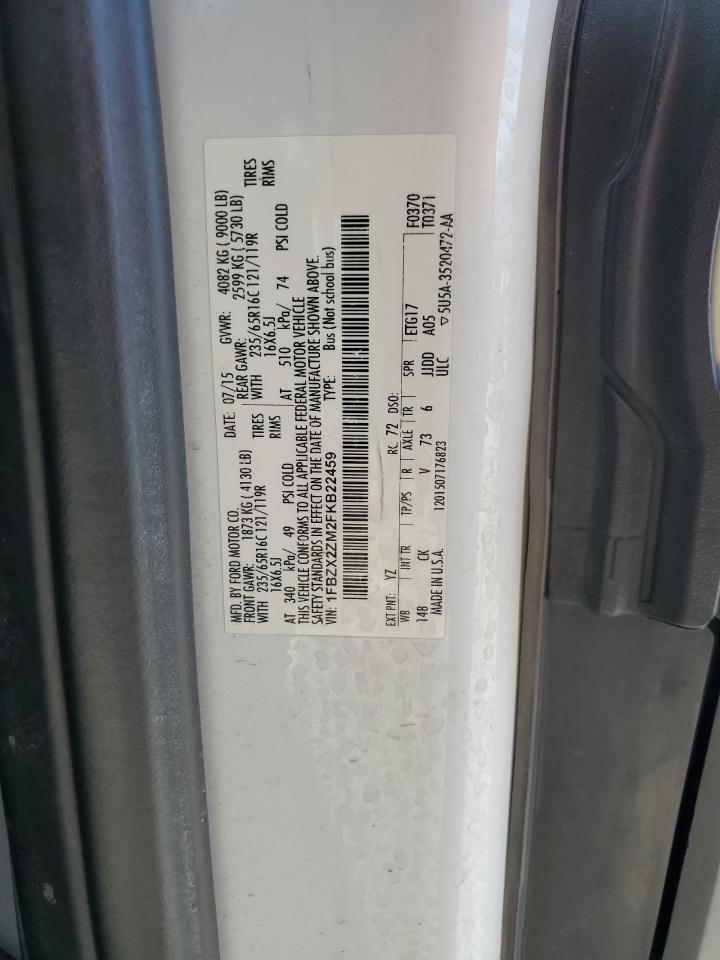 MFD. BY FORD MOTOR CO. DATE: 07/15 GVWR: 4082 KG ( 9000 LB)
FRONT GAWR: 1873 KG ( 4130 LB) REAR GAWR: 2599 KG ( 5730 LB)
WITH 235/65R16C 121/119R TIRES WITH 235/65R16C 121/119R TIRES
16X6.5J RIMS 16X6.5J RIMS
AT 340 kPa/ 49 PSI COLD AT 510 kPa/ 74 PSI COLD
THIS VEHICLE CONFORMS TO ALL APPLICABLE FEDERAL MOTOR VEHICLE
SAFETY STANDARDS IN EFFECT ON THE DATE OF MANUFACTURE SHOWN ABOVE.
VIN: 1FBZX2ZM2FKB22459 TYPE: Bus (Not school bus)
EXT PNT: YZ RC: 72 DSO: F0370
WB INT TR TP/PS R AXLE TR SPR ETG17 T0371
148 CK V 73 6 JJDD A05
MADE IN U.S.A. 1201507176823 ULC ▽5U5A-3520472-AA